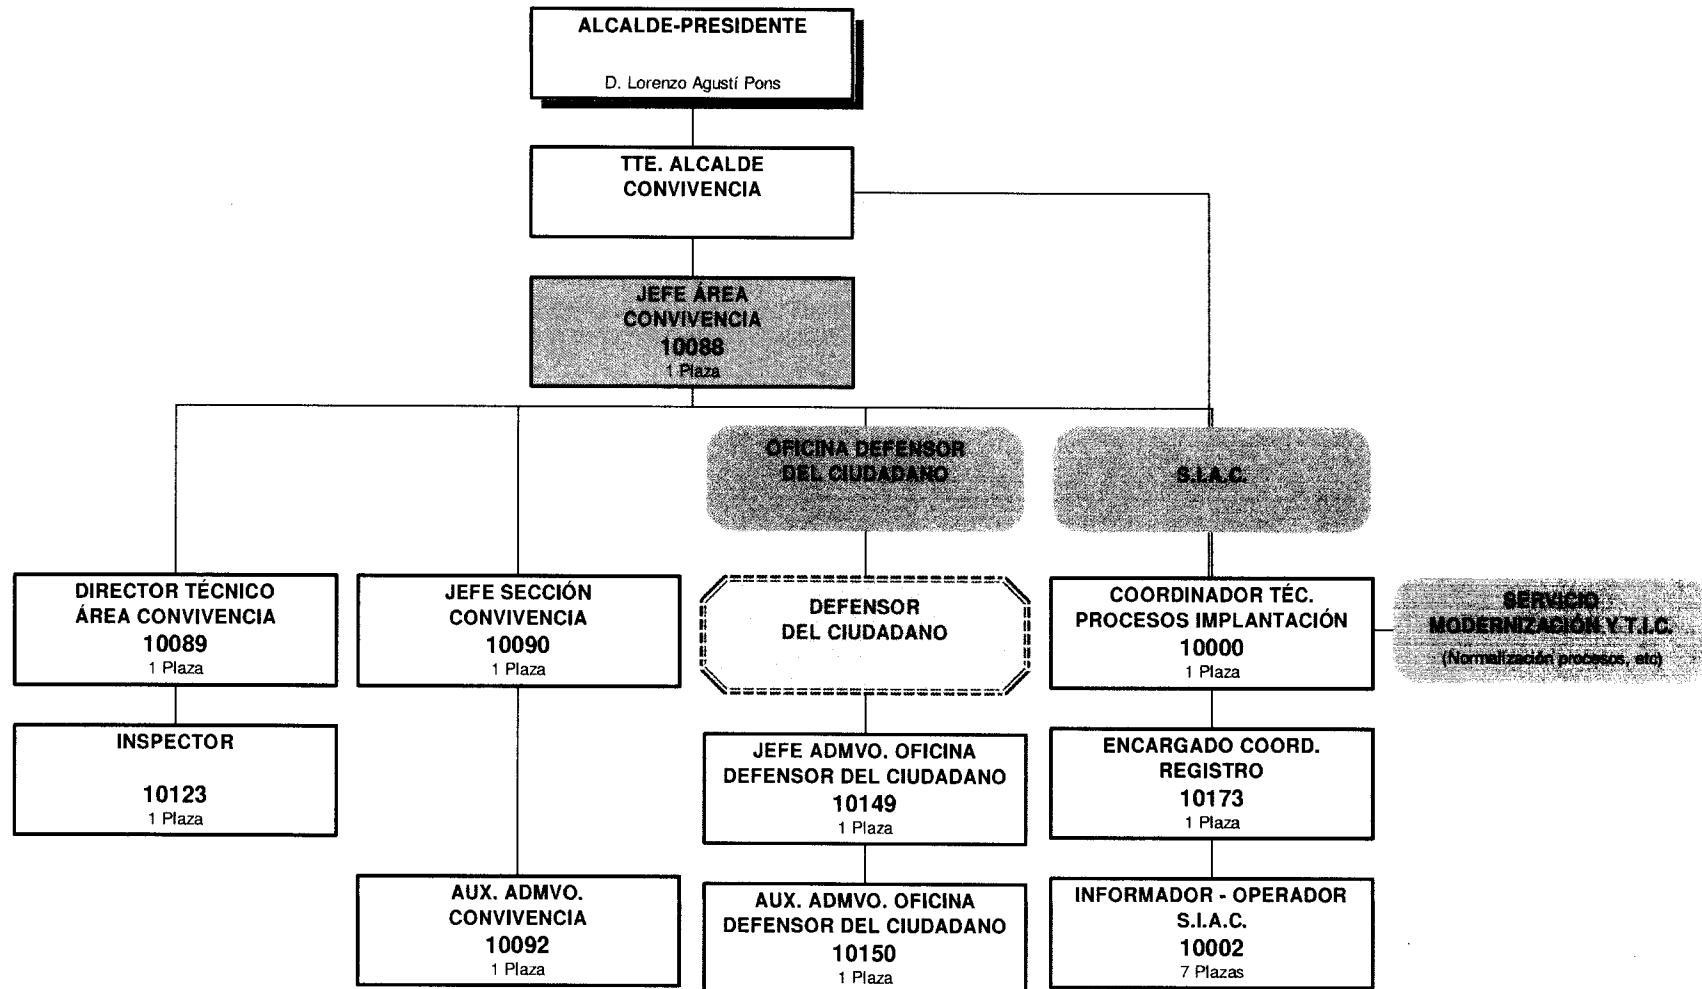 ALCALDE-PRESIDENTE
D. Lorenzo Agustí Pons
TTE. ALCALDE
CONVIVENCIA
JEFE ÁREA
CONVIVENCIA
10088
1 Plaza
OFICINA DEFENSOR
DEL CIUDADANO
S.I.A.C.
DIRECTOR TÉCNICO
ÁREA CONVIVENCIA
10089
1 Plaza
JEFE SECCIÓN
CONVIVENCIA
10090
1 Plaza
DEFENSOR
DEL CIUDADANO
COORDINADOR TÉC.
PROCESOS IMPLANTACIÓN
10000
1 Plaza
SERVICIO
MODERNIZACIÓN Y T.I.C.
(Normalización procesos, etc)
INSPECTOR
10123
1 Plaza
JEFE ADMVO. OFICINA
DEFENSOR DEL CIUDADANO
10149
1 Plaza
ENCARGADO COORD.
REGISTRO
10173
1 Plaza
AUX. ADMVO.
CONVIVENCIA
10092
1 Plaza
AUX. ADMVO. OFICINA
DEFENSOR DEL CIUDADANO
10150
1 Plaza
INFORMADOR - OPERADOR
S.I.A.C.
10002
7 Plazas